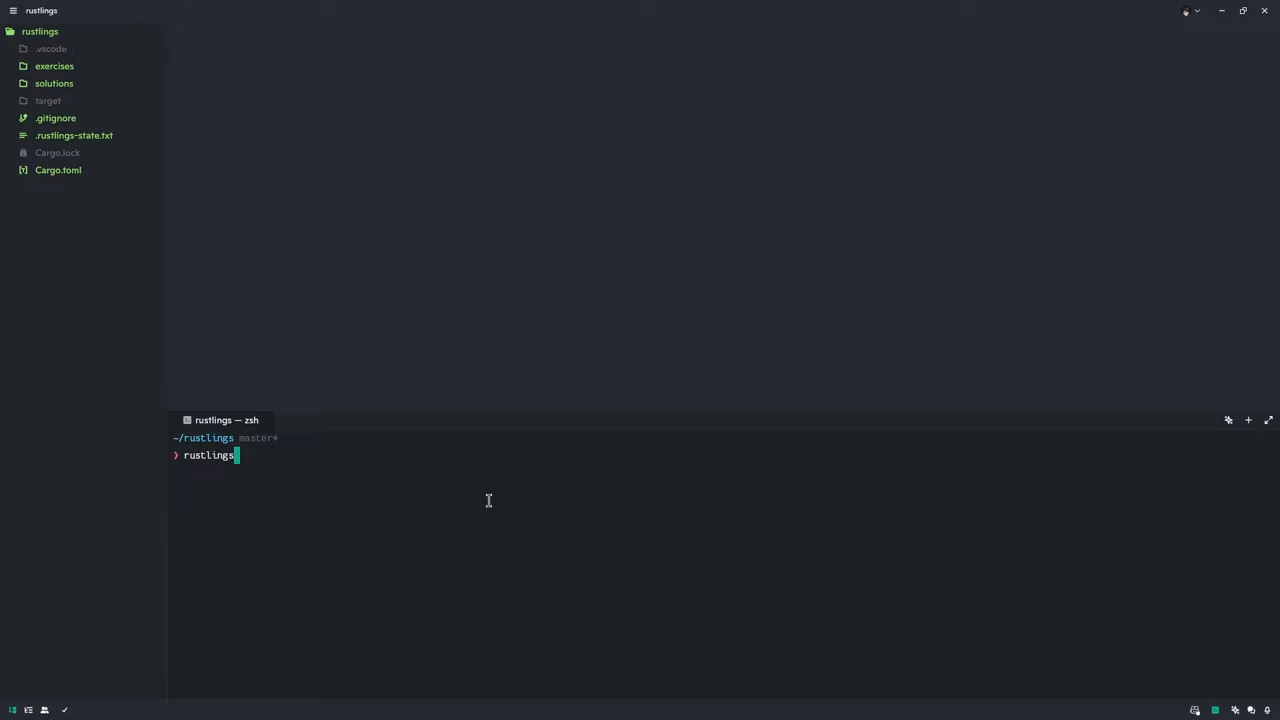 rustlings
rustlings
.vscode
exercises
solutions
target
.gitignore
.rustlings-state.txt
Cargo.lock
Cargo.toml
rustlings — zsh
~/rustlings master*
❯ rustlings